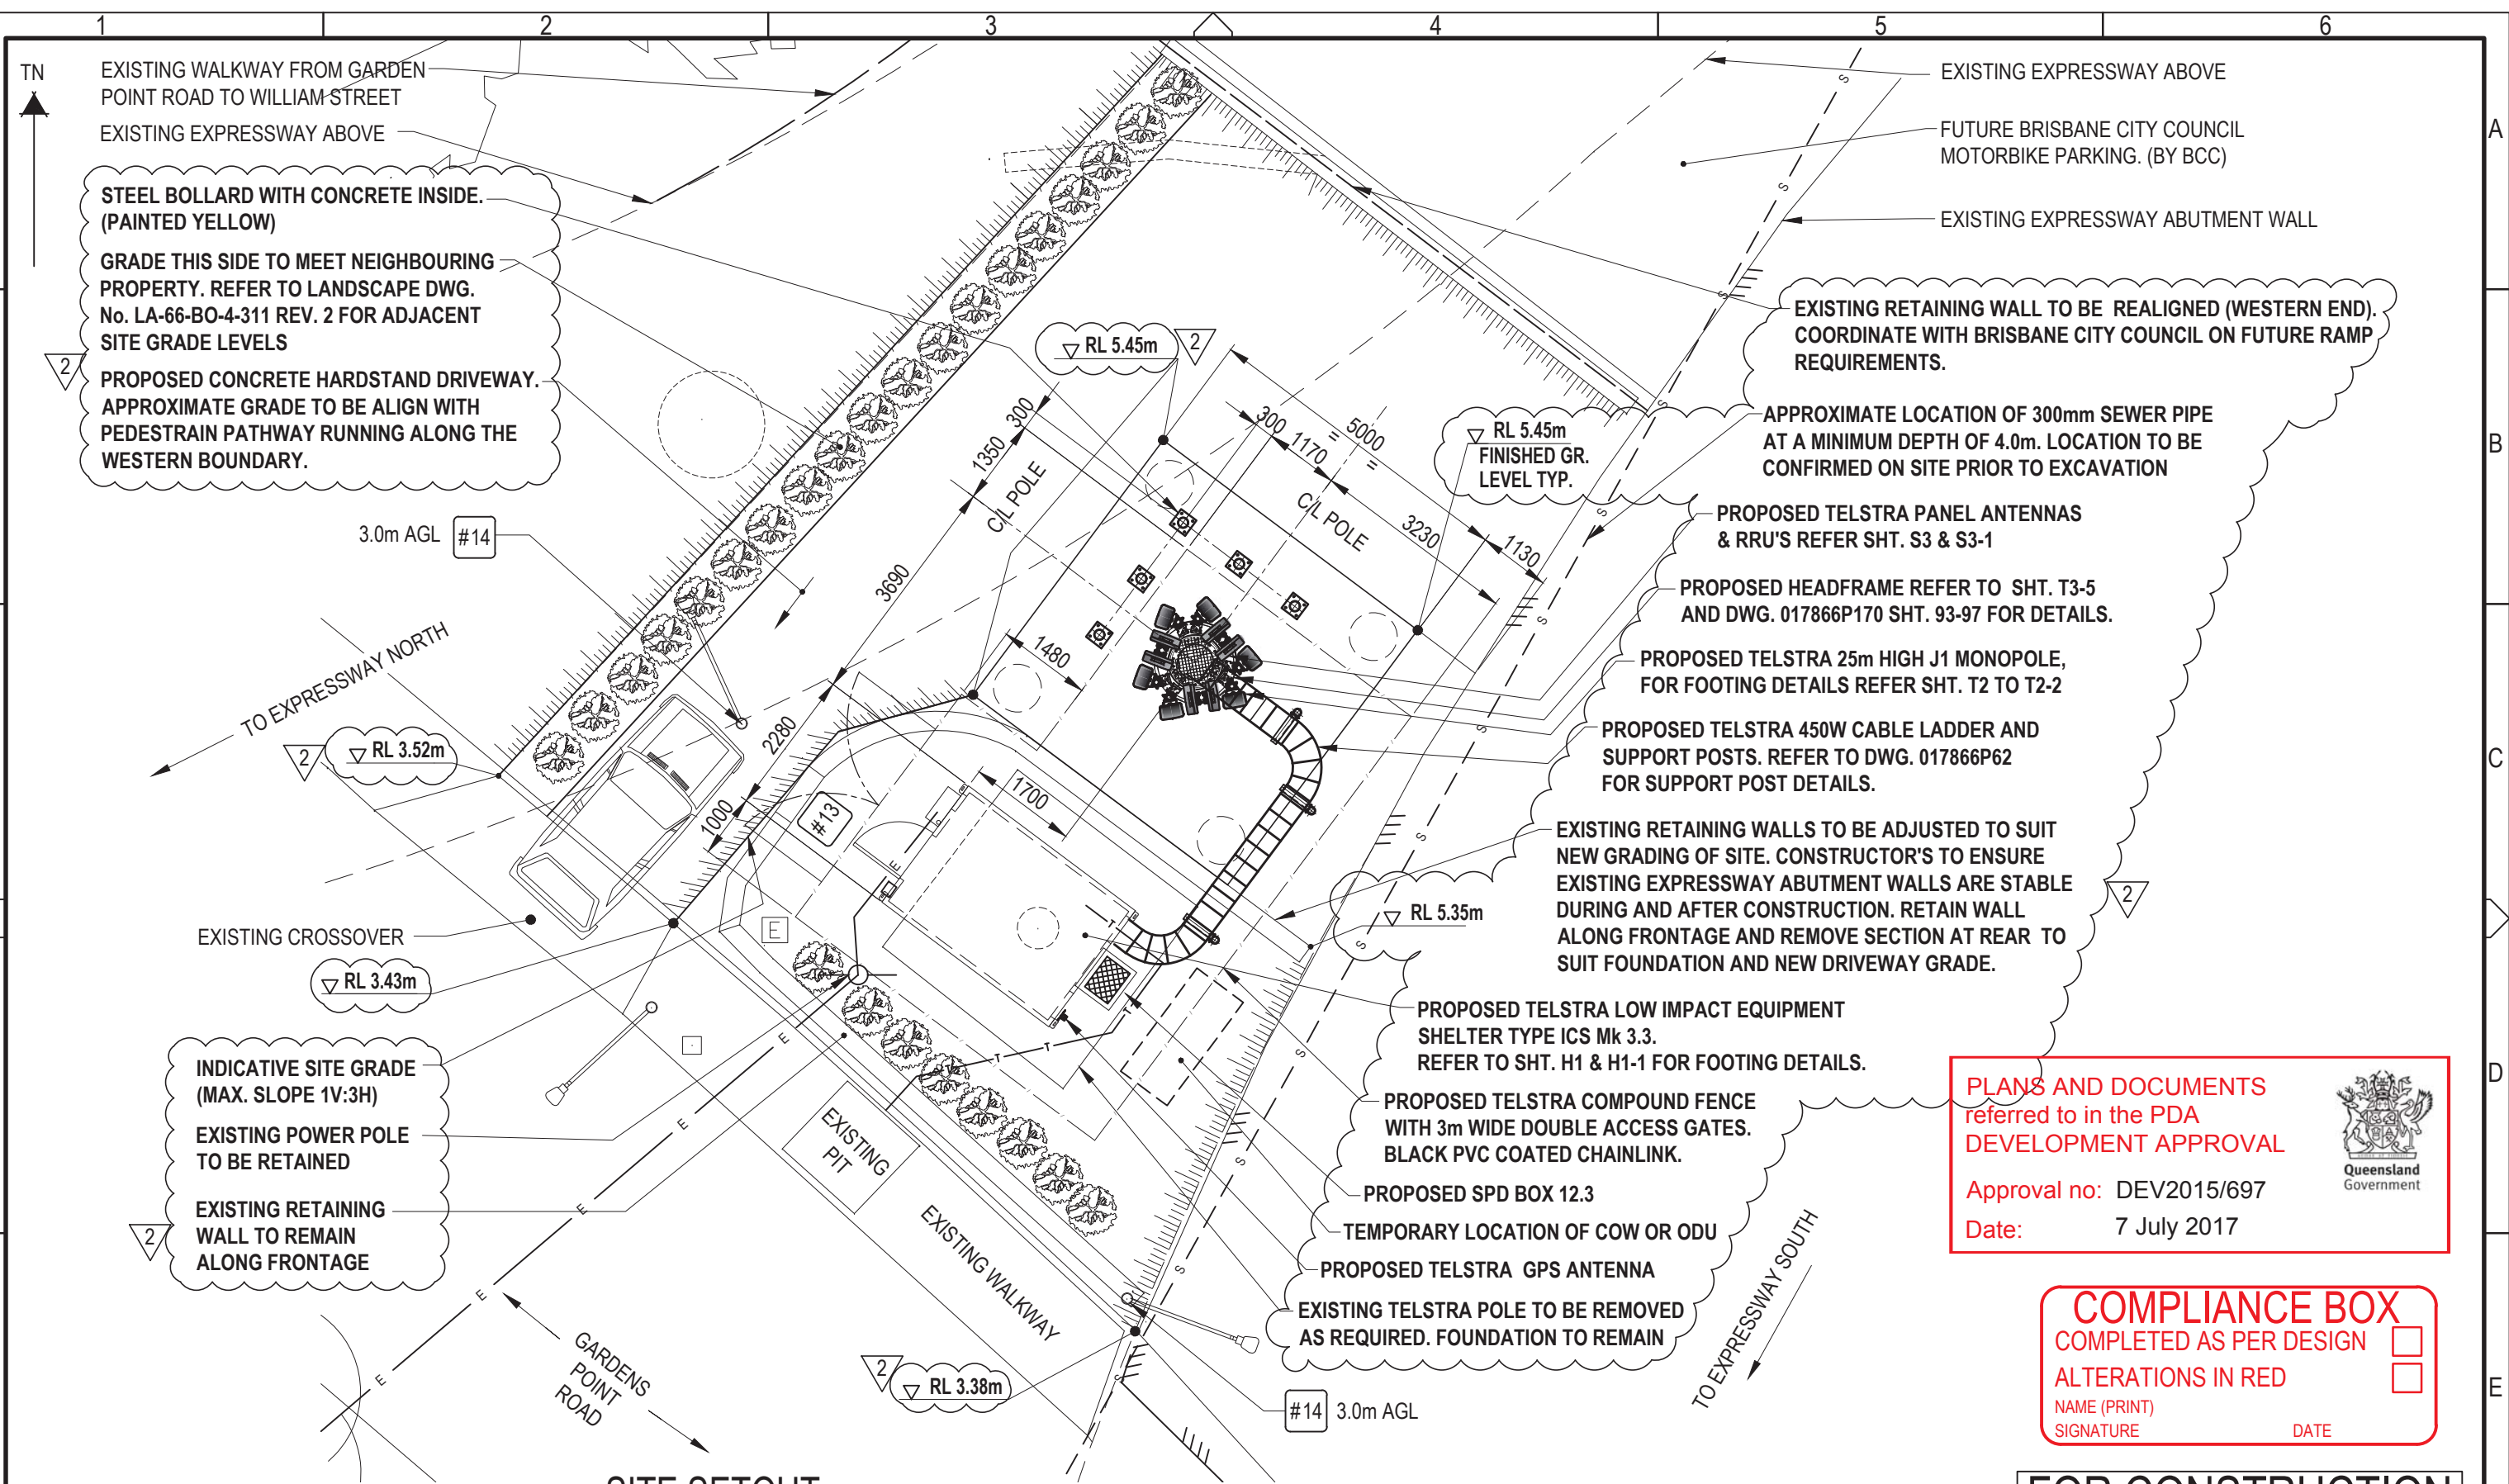 1 2 3 4 5 6
TN
EXISTING WALKWAY FROM GARDEN
POINT ROAD TO WILLIAM STREET
EXISTING EXPRESSWAY ABOVE
STEEL BOLLARD WITH CONCRETE INSIDE.
(PAINTED YELLOW)
GRADE THIS SIDE TO MEET NEIGHBOURING
PROPERTY. REFER TO LANDSCAPE DWG.
No. LA-66-BO-4-311 REV. 2 FOR ADJACENT
SITE GRADE LEVELS
2
PROPOSED CONCRETE HARDSTAND DRIVEWAY.
APPROXIMATE GRADE TO BE ALIGN WITH
PEDESTRAIN PATHWAY RUNNING ALONG THE
WESTERN BOUNDARY.
3.0m AGL #14
TO EXPRESSWAY NORTH
2
RL 3.52m
EXISTING CROSSOVER
RL 3.43m
INDICATIVE SITE GRADE
(MAX. SLOPE 1V:3H)
EXISTING POWER POLE
TO BE RETAINED
2
EXISTING RETAINING
WALL TO REMAIN
ALONG FRONTAGE
RL 5.45m
2
300
1350
C/L POLE
3690
1480
2280
1000
#13
1700
E
300
1170
= 5000 =
C/L POLE
3230
1130
RL 5.45m
FINISHED GR.
LEVEL TYP.
EXISTING
PIT
EXISTING WALKWAY
GARDENS
POINT
ROAD
2
RL 3.38m
#14 3.0m AGL
TO EXPRESSWAY SOUTH
E E E E E E
S S S S S S S S S S S S
T T T T
EXISTING EXPRESSWAY ABOVE
FUTURE BRISBANE CITY COUNCIL
MOTORBIKE PARKING. (BY BCC)
EXISTING EXPRESSWAY ABUTMENT WALL
EXISTING RETAINING WALL TO BE REALIGNED (WESTERN END).
COORDINATE WITH BRISBANE CITY COUNCIL ON FUTURE RAMP
REQUIREMENTS.
APPROXIMATE LOCATION OF 300mm SEWER PIPE
AT A MINIMUM DEPTH OF 4.0m. LOCATION TO BE
CONFIRMED ON SITE PRIOR TO EXCAVATION
PROPOSED TELSTRA PANEL ANTENNAS
& RRU'S REFER SHT. S3 & S3-1
PROPOSED HEADFRAME REFER TO SHT. T3-5
AND DWG. 017866P170 SHT. 93-97 FOR DETAILS.
PROPOSED TELSTRA 25m HIGH J1 MONOPOLE,
FOR FOOTING DETAILS REFER SHT. T2 TO T2-2
PROPOSED TELSTRA 450W CABLE LADDER AND
SUPPORT POSTS. REFER TO DWG. 017866P62
FOR SUPPORT POST DETAILS.
EXISTING RETAINING WALLS TO BE ADJUSTED TO SUIT
NEW GRADING OF SITE. CONSTRUCTOR'S TO ENSURE
EXISTING EXPRESSWAY ABUTMENT WALLS ARE STABLE
DURING AND AFTER CONSTRUCTION. RETAIN WALL
ALONG FRONTAGE AND REMOVE SECTION AT REAR TO
SUIT FOUNDATION AND NEW DRIVEWAY GRADE.
2
RL 5.35m
PROPOSED TELSTRA LOW IMPACT EQUIPMENT
SHELTER TYPE ICS Mk 3.3.
REFER TO SHT. H1 & H1-1 FOR FOOTING DETAILS.
PROPOSED TELSTRA COMPOUND FENCE
WITH 3m WIDE DOUBLE ACCESS GATES.
BLACK PVC COATED CHAINLINK.
PROPOSED SPD BOX 12.3
TEMPORARY LOCATION OF COW OR ODU
PROPOSED TELSTRA GPS ANTENNA
EXISTING TELSTRA POLE TO BE REMOVED
AS REQUIRED. FOUNDATION TO REMAIN
A
B
C
D
E
PLANS AND DOCUMENTS
referred to in the PDA
DEVELOPMENT APPROVAL
Queensland
Government
Approval no: DEV2015/697
Date: 7 July 2017
COMPLIANCE BOX
COMPLETED AS PER DESIGN
ALTERATIONS IN RED
NAME (PRINT)
SIGNATURE DATE
SITE SETOUT
FOR CONSTRUCTION